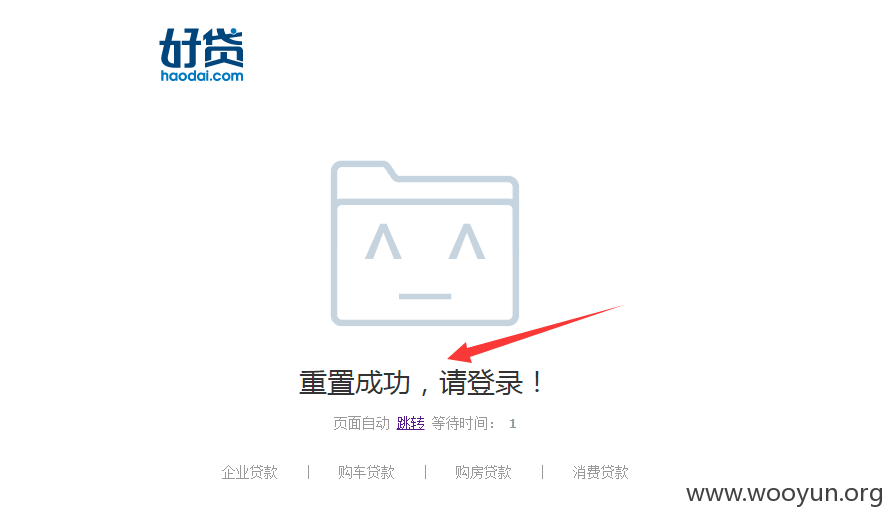 好贷
haodai.com
重置成功，请登录！
页面自动 跳转 等待时间： 1
企业贷款 | 购车贷款 | 购房贷款 | 消费贷款
www.wooyun.org